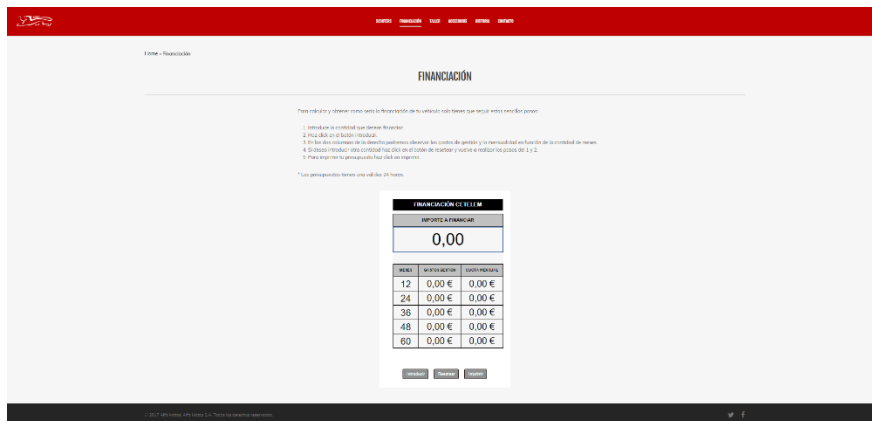 FINANCIACIÓN TALLER ACCESORIOS HISTORIA CONTACTO
Home » Financiación
FINANCIACIÓN
Para calcular y obtener como sería la financiación de tu vehículo solo tienes que seguir estos sencillos pasos:
1. Introduce la cantidad que deseas financiar.
2. Haz click en el botón introducir.
3. En las dos columnas de la derecha podremos observar los gastos de gestión y la mensualidad en función de la cantidad de meses.
4. Si deseas introducir otra cantidad haz click en el botón de resetear y vuelve a realizar los pasos del 1 y 2.
5. Para imprimir tu presupuesto haz click en imprimir.
* Los presupuestos tienen una validez 24 horas.
FINANCIACIÓN CETELEM
IMPORTE A FINANCIAR
0,00
MESES GASTOS GESTIÓN CUOTA MENSUAL
12 0,00 € 0,00 €
24 0,00 € 0,00 €
36 0,00 € 0,00 €
48 0,00 € 0,00 €
60 0,00 € 0,00 €
Introducir Resetear Imprimir
© 2017 Todos los derechos reservados.